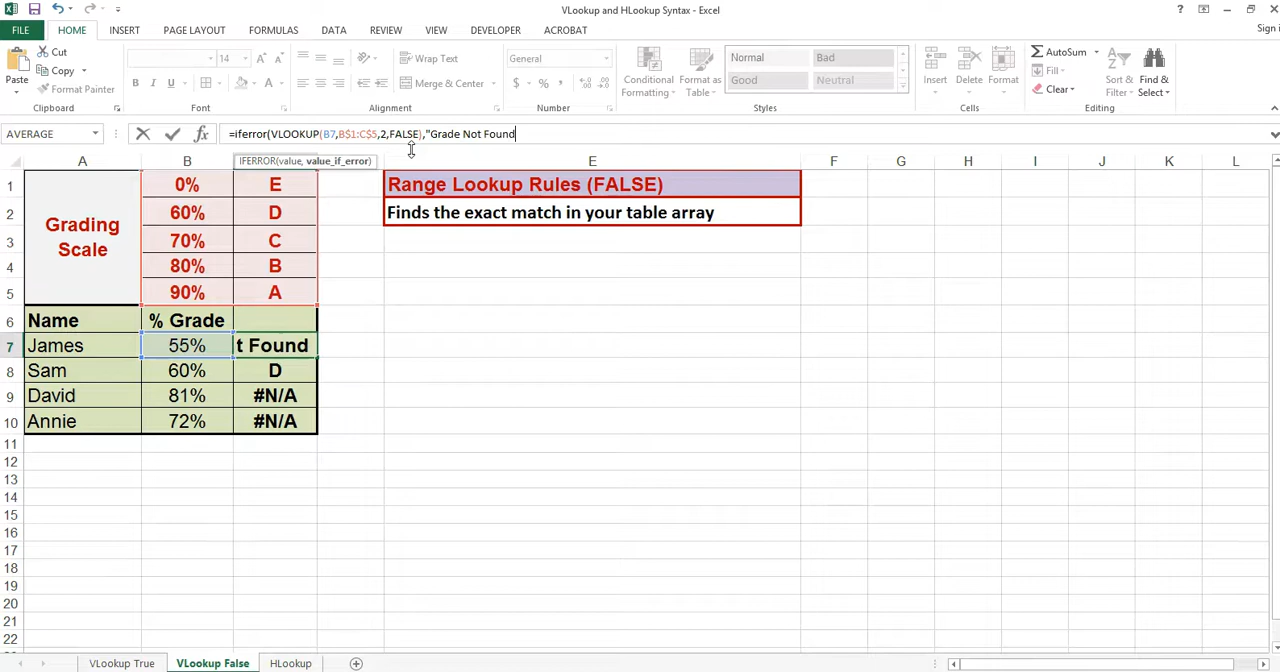 VLookup and HLookup Syntax - Excel
?
Sign i
FILE HOME INSERT PAGE LAYOUT FORMULAS DATA REVIEW VIEW DEVELOPER ACROBAT
Paste
Cut
Copy
Format Painter
Clipboard
14
B I U
Font
Wrap Text
Merge & Center
Alignment
General
$ % ,
Number
Conditional Formatting
Format as Table
Normal Bad
Good Neutral
Styles
Insert Delete Format
Cells
AutoSum
Fill
Clear
Sort & Filter
Find & Select
Editing
AVERAGE
fx
=iferror(VLOOKUP(B7,B$1:C$5,2,FALSE),"Grade Not Found
IFERROR(value, value_if_error)
A B E F G H I J K L
1 0% E Range Lookup Rules (FALSE)
2 60% D Finds the exact match in your table array
Grading Scale
3 70% C
4 80% B
5 90% A
6 Name % Grade
7 James 55% t Found
8 Sam 60% D
9 David 81% #N/A
10 Annie 72% #N/A
11
12
13
14
15
16
17
18
19
20
21
22
VLookup True VLookup False HLookup